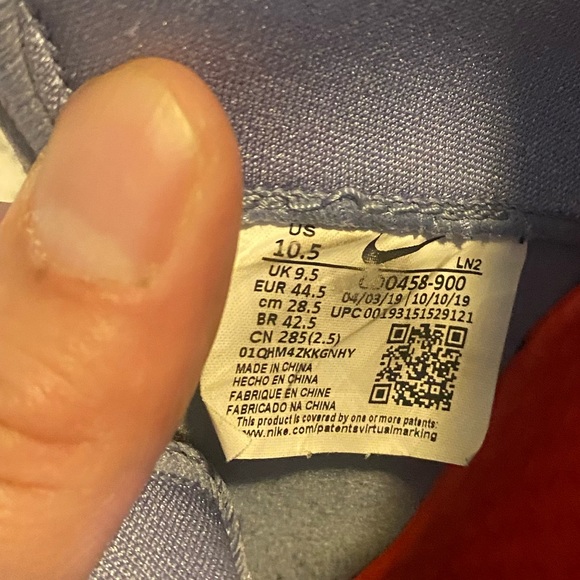 US
10.5
LN2
UK 9.5
EUR 44.5
cm 28.5
BR 42.5
CN 285(2.5)
01QHM4ZKKGNHY
0458-900
04/03/19 10/10/19
UPC 00193151529121
MADE IN CHINA
HECHO EN CHINA
FABRIQUE EN CHINE
FABRICADO NA CHINA
This product is covered by one or more patents:
www.nike.com/patentsvirtualmarking